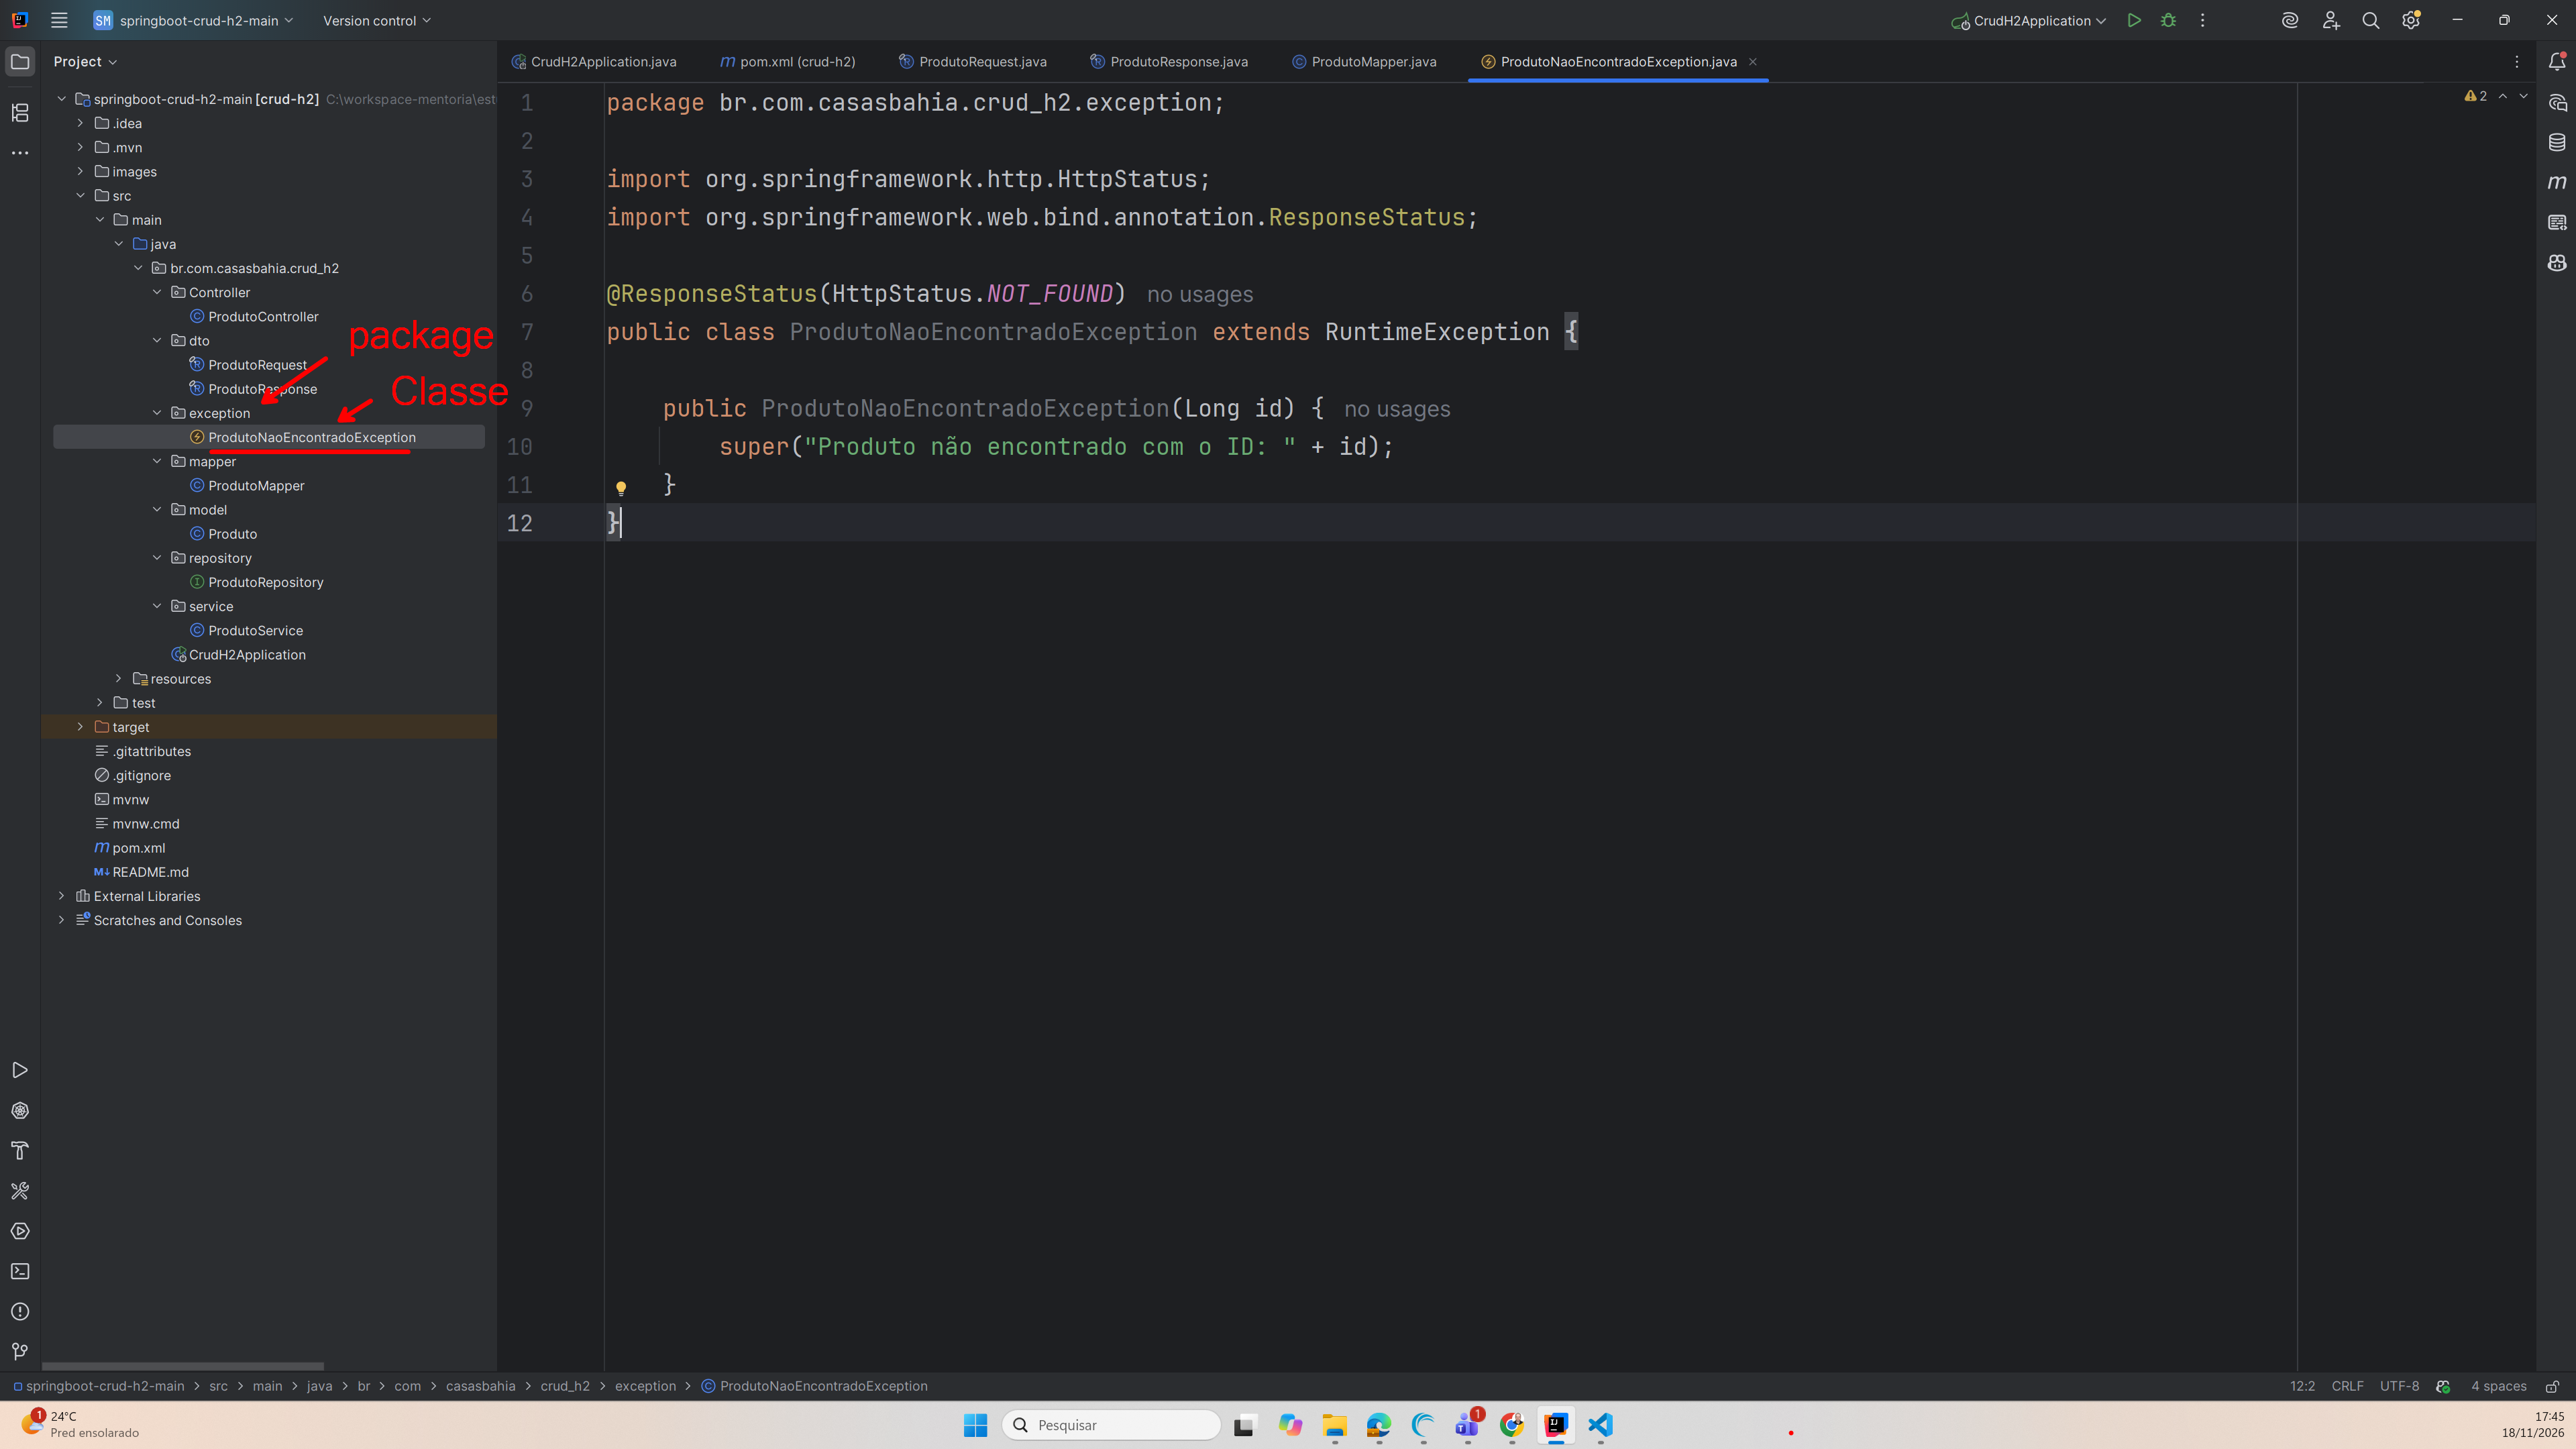 SM springboot-crud-h2-main Version control CrudH2Application
Project
CrudH2Application.java pom.xml (crud-h2) ProdutoRequest.java ProdutoResponse.java ProdutoMapper.java ProdutoNaoEncontradoException.java
springboot-crud-h2-main [crud-h2] C:\workspace-mentoria\est
.idea
.mvn
images
src
main
java
br.com.casasbahia.crud_h2
Controller
ProdutoController
package
dto
ProdutoRequest
Classe
ProdutoResponse
exception
ProdutoNaoEncontradoException
mapper
ProdutoMapper
model
Produto
repository
ProdutoRepository
service
ProdutoService
CrudH2Application
resources
test
target
.gitattributes
.gitignore
mvnw
mvnw.cmd
pom.xml
README.md
External Libraries
Scratches and Consoles
2
1 package br.com.casasbahia.crud_h2.exception;
2
3 import org.springframework.http.HttpStatus;
4 import org.springframework.web.bind.annotation.ResponseStatus;
5
6 @ResponseStatus(HttpStatus.NOT_FOUND) no usages
7 public class ProdutoNaoEncontradoException extends RuntimeException {
8
9 public ProdutoNaoEncontradoException(Long id) { no usages
10 super("Produto não encontrado com o ID: " + id);
11 }
12 }
springboot-crud-h2-main > src > main > java > br > com > casasbahia > crud_h2 > exception > ProdutoNaoEncontradoException
12:2 CRLF UTF-8 4 spaces
1 24°C
Pred ensolarado
Pesquisar
1
17:45
18/11/2026